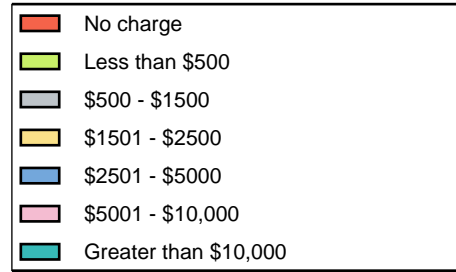 No charge
Less than $500
$500 - $1500
$1501 - $2500
$2501 - $5000
$5001 - $10,000
Greater than $10,000